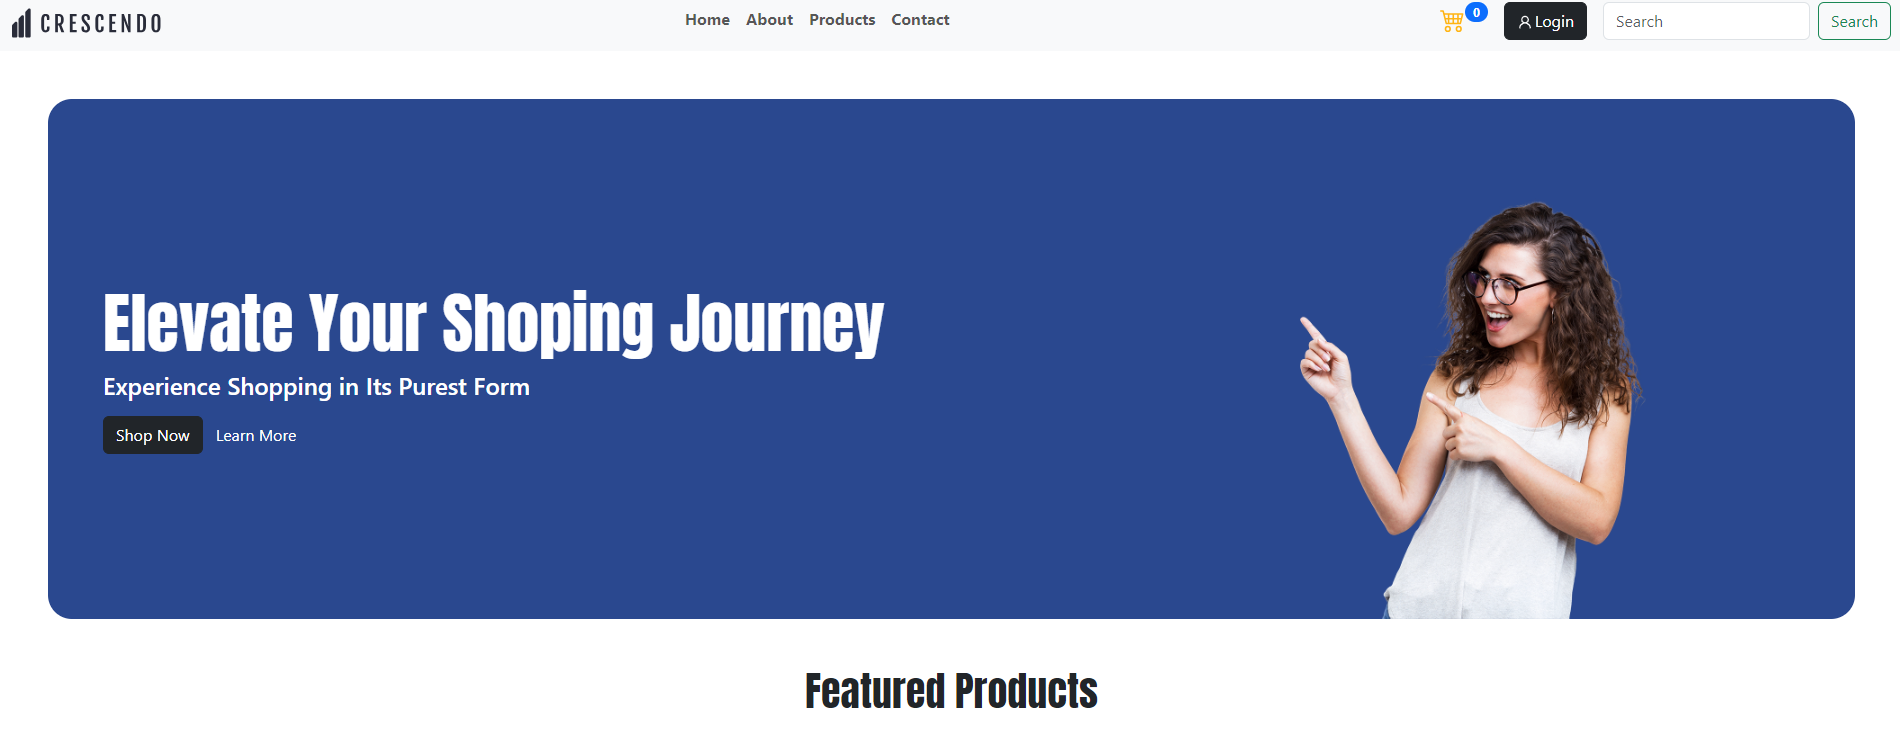 CRESCENDO
Home About Products Contact
0
Login
Search
Search
Elevate Your Shoping Journey
Experience Shopping in Its Purest Form
Shop Now Learn More
Featured Products